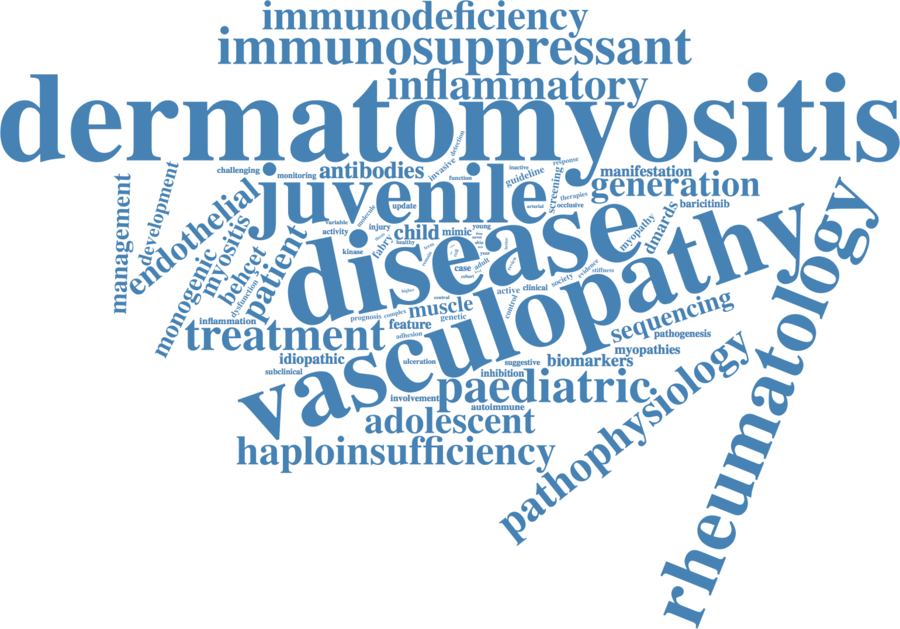 immunodeficiency
immunosuppressant
inflammatory
dermatomyositis
detection
invasive
challenging
monitoring
antibodies
function
inactive
guideline
response
screening
therapies
occlusive
manifestation
generation
baricitinib
management
development
endothelial
juvenile
arterial
update
molecule
variable
activity
injury
child
mimic
young
fabry
healthy
kinase
disease
myopathy
dmards
monogenic
myositis
behçet
dysfunction
patient
case
cohort
adult
review
society
evidence
stiffness
higher
control
active
clinical
control
muscle
genetic
prognosis
complex
feature
adhesion
vasculopathy
sequencing
pathogenesis
myopathies
inflammation
treatment
idiopathic
subclinical
ulceration
suggestive
biomarkers
inhibition
paediatric
involvement
autoimmune
adolescent
haploinsufficiency
pathophysiology
rheumatology